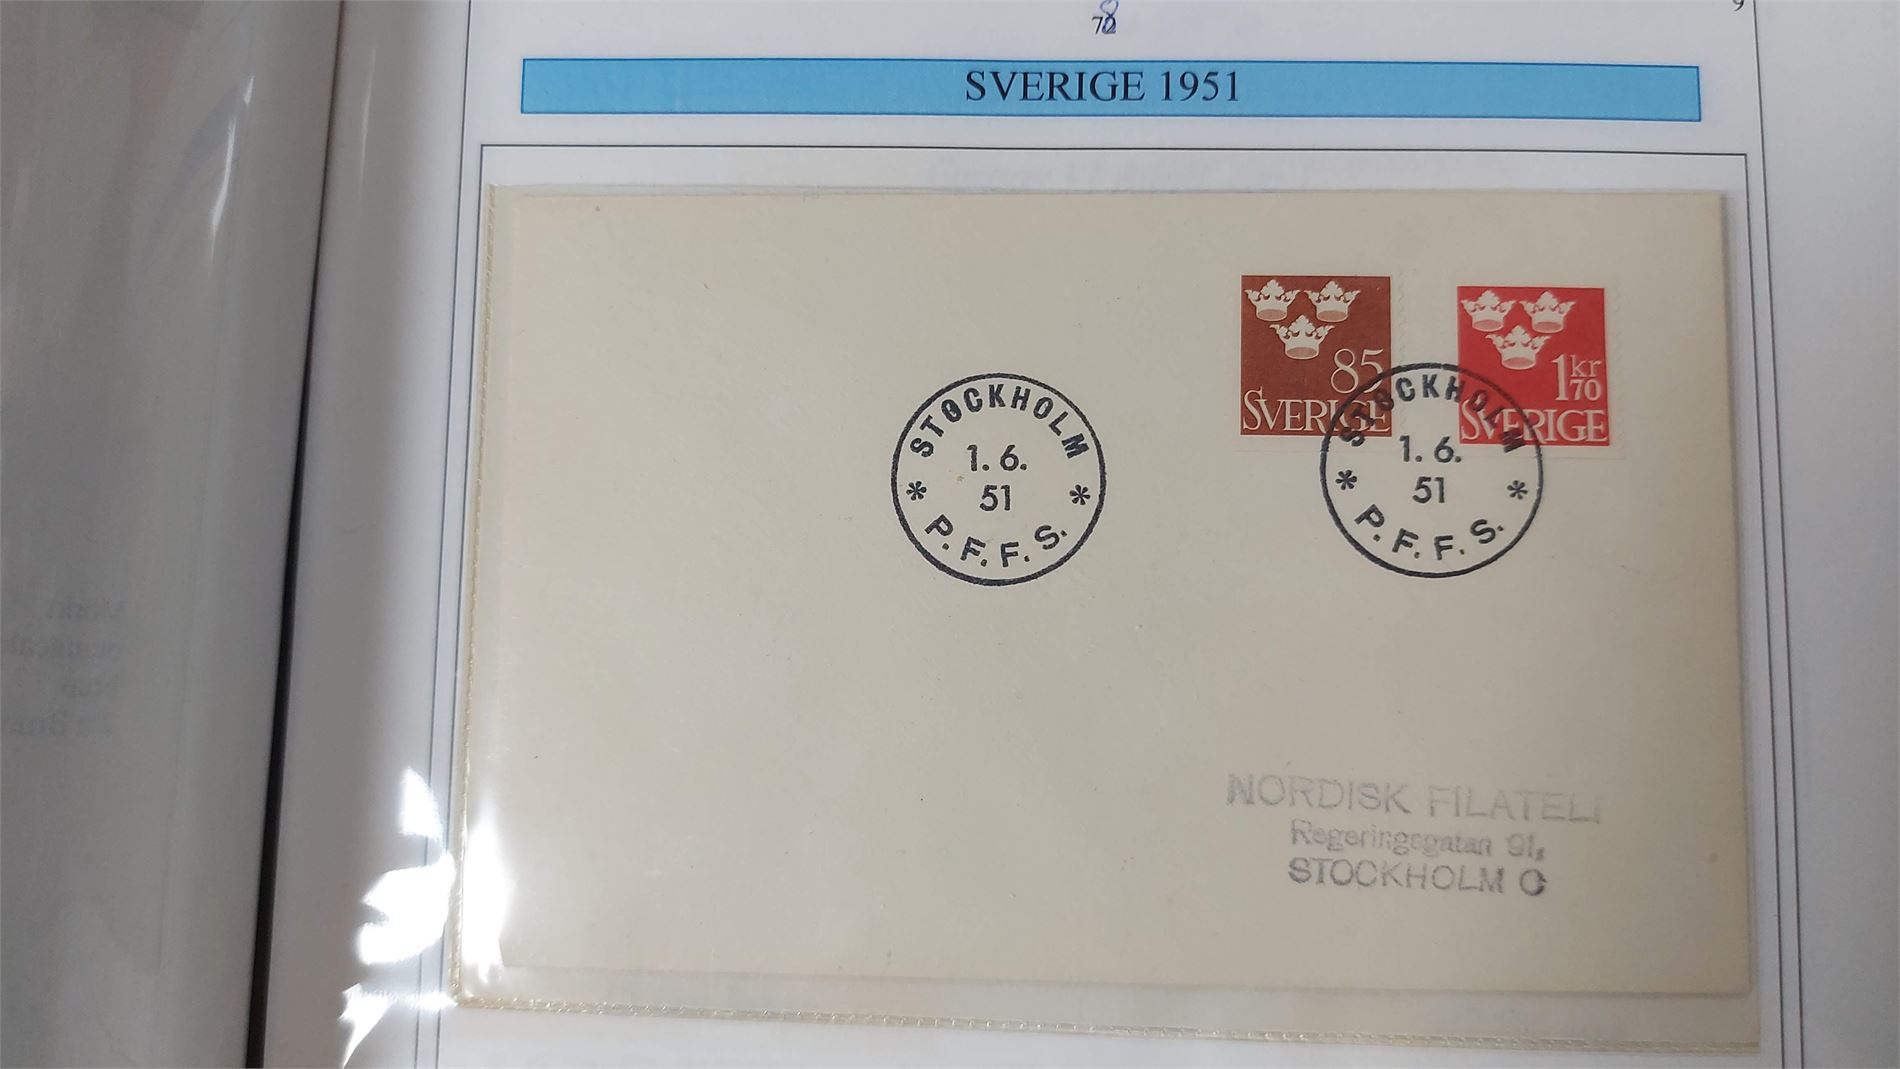 SVERIGE 1951
85
SVERIGE
1 kr
70
SVERIGE
STOCKHOLM
1. 6.
51
* P. F. F. S. *
STOCKHOLM
1. 6.
51
* P. F. F. S. *
NORDISK FILATELI
Regeringsgatan 91,
STOCKHOLM C